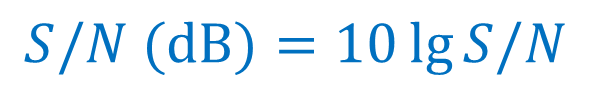 S/N (dB) = 10 lg S/N